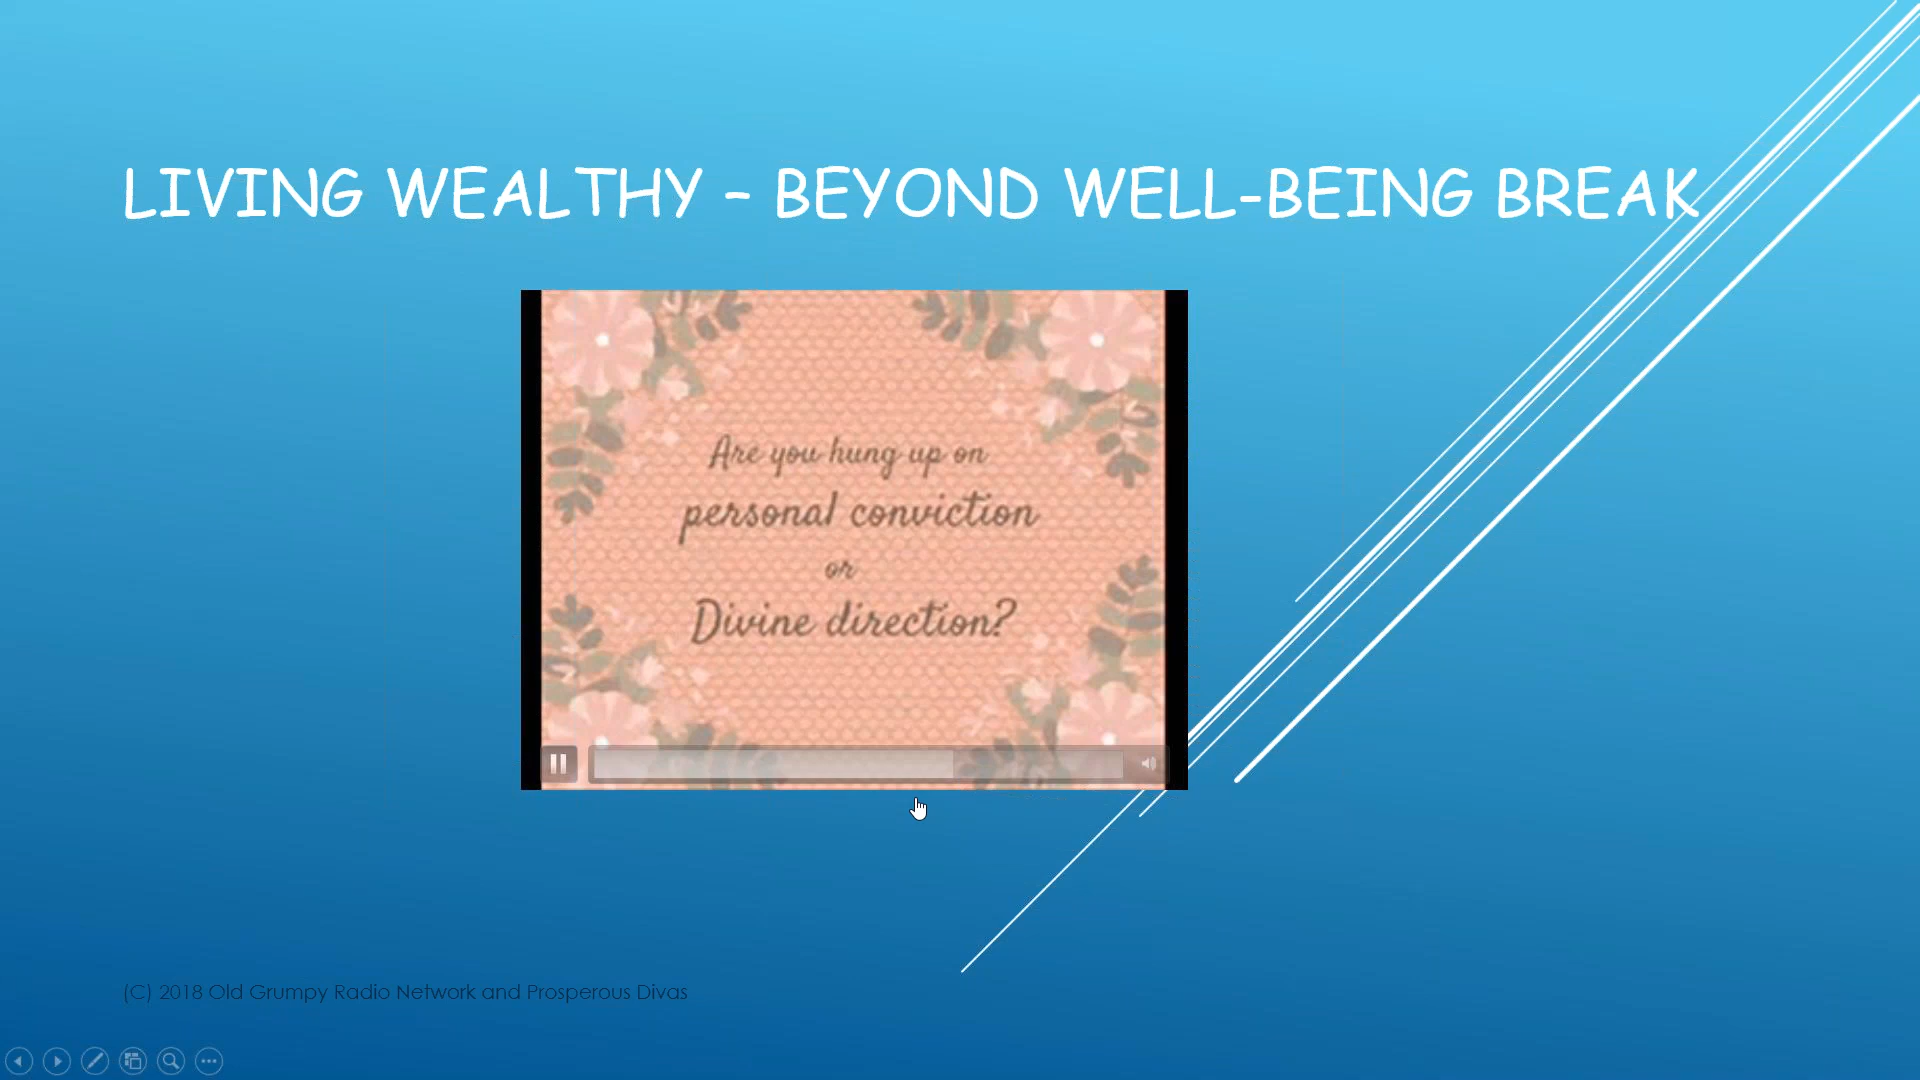 LIVING WEALTHY – BEYOND WELL-BEING BREAK
Are you hung up on
personal conviction
or
Divine direction?
(C) 2018 Old Grumpy Radio Network and Prosperous Divas